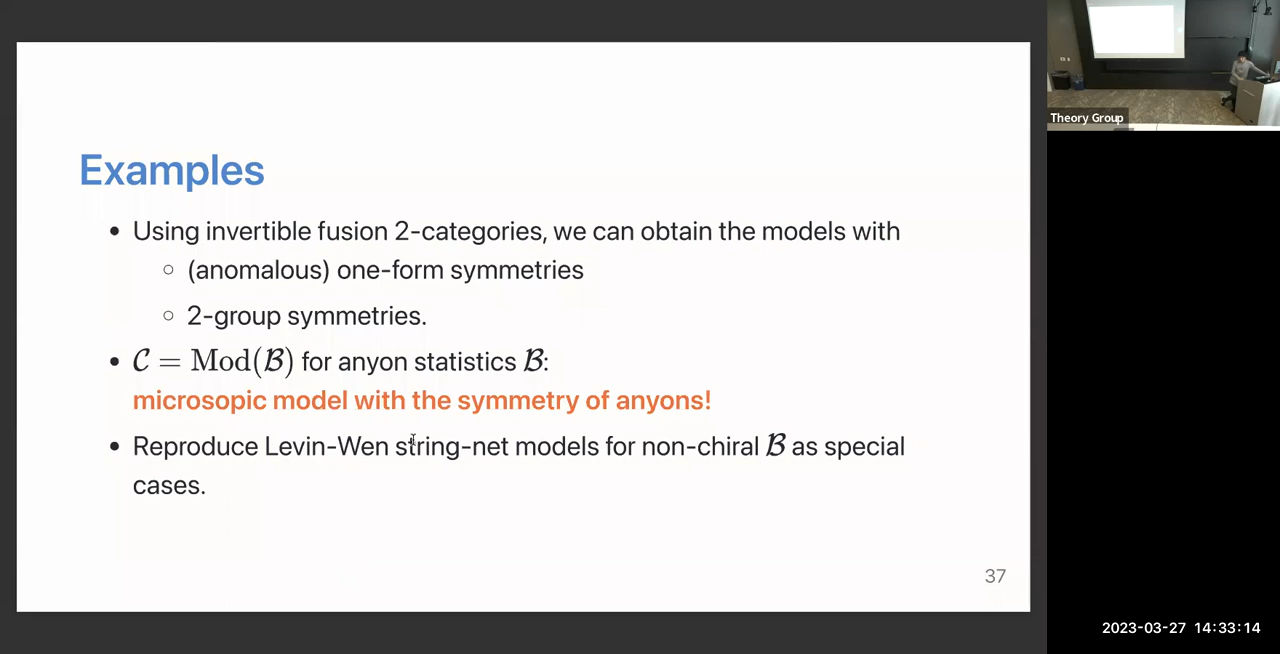 Examples
• Using invertible fusion 2-categories, we can obtain the models with
○ (anomalous) one-form symmetries
○ 2-group symmetries.
• 𝒞 = Mod(ℬ) for anyon statistics ℬ:
microsopic model with the symmetry of anyons!
• Reproduce Levin-Wen string-net models for non-chiral ℬ as special
cases.
37
Theory Group
2023-03-27 14:33:14